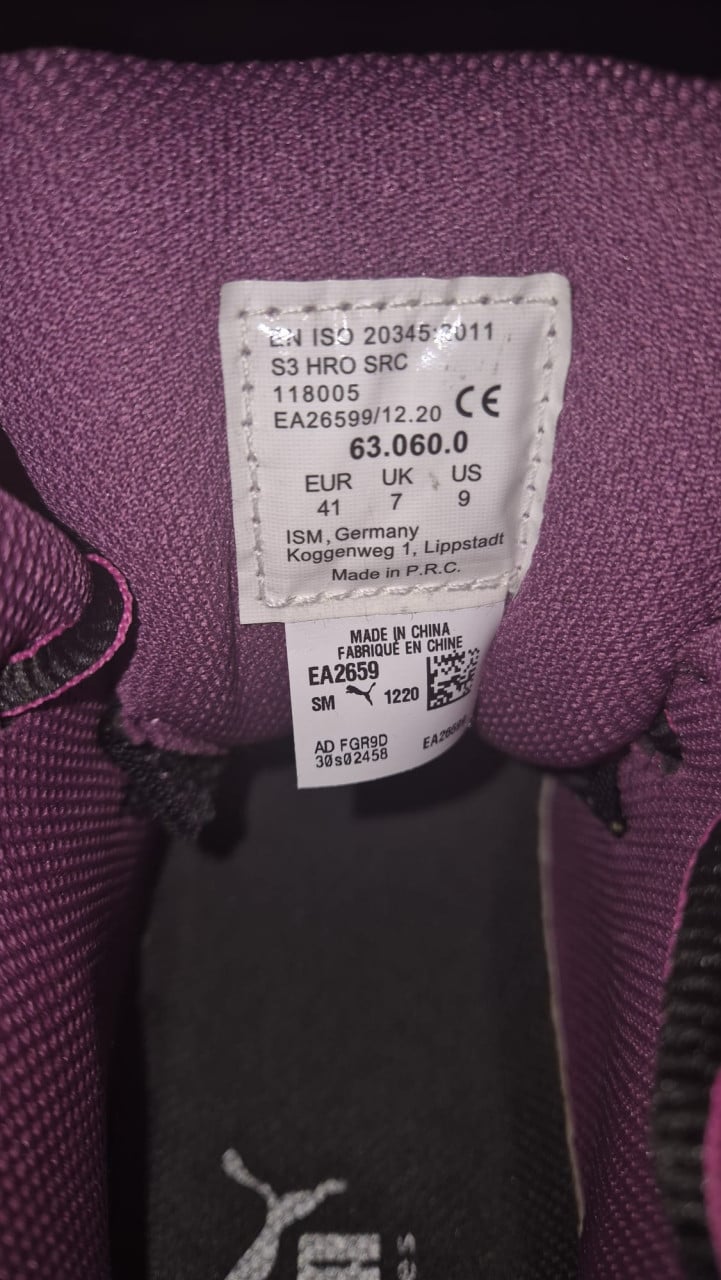 EN ISO 20345:2011
S3 HRO SRC
118005
EA26599/12.20 CE
63.060.0
EUR UK US
41 7 9
ISM, Germany
Koggenweg 1, Lippstadt
Made in P.R.C.
MADE IN CHINA
FABRIQUÉ EN CHINE
EA2659
SM 1220
AD FGR9D
30s02458